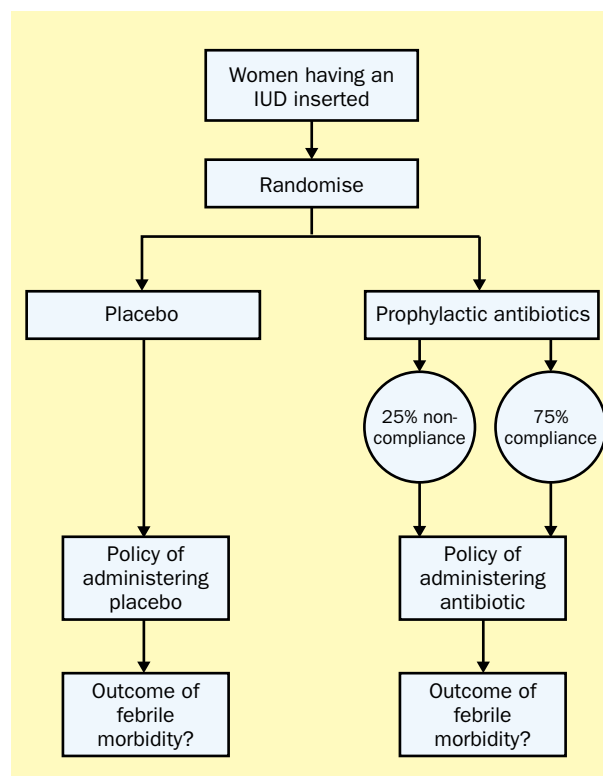 Women having an
IUD inserted
Randomise
Placebo
Prophylactic antibiotics
25% non-
compliance
75%
compliance
Policy of
administering
placebo
Policy of
administering
antibiotic
Outcome of
febrile
morbidity?
Outcome of
febrile
morbidity?